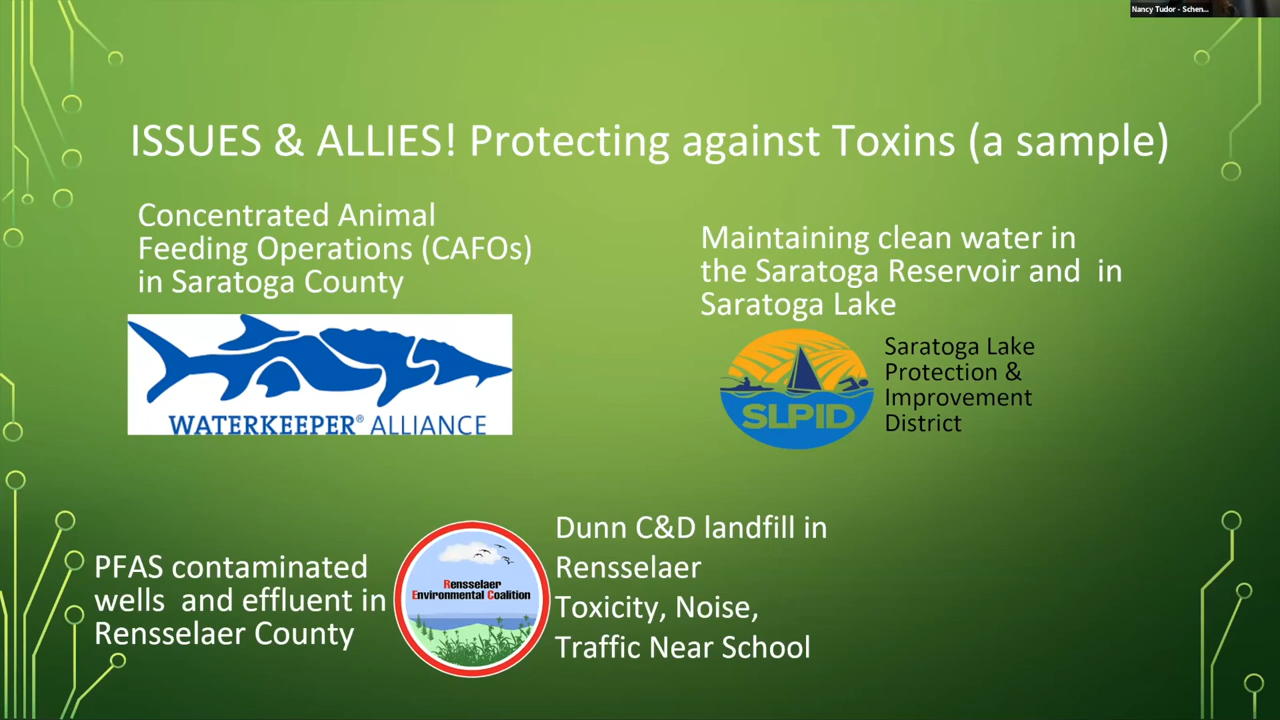 Nancy Tudor - Schen...
ISSUES & ALLIES! Protecting against Toxins (a sample)
Concentrated Animal
Feeding Operations (CAFOs)
in Saratoga County
WATERKEEPER® ALLIANCE
Maintaining clean water in
the Saratoga Reservoir and  in
Saratoga Lake
SLPID
Saratoga Lake
Protection &
Improvement
District
PFAS contaminated
wells  and effluent in
Rensselaer County
Rensselaer
Environmental Coalition
Dunn C&D landfill in
Rensselaer
Toxicity, Noise,
Traffic Near School